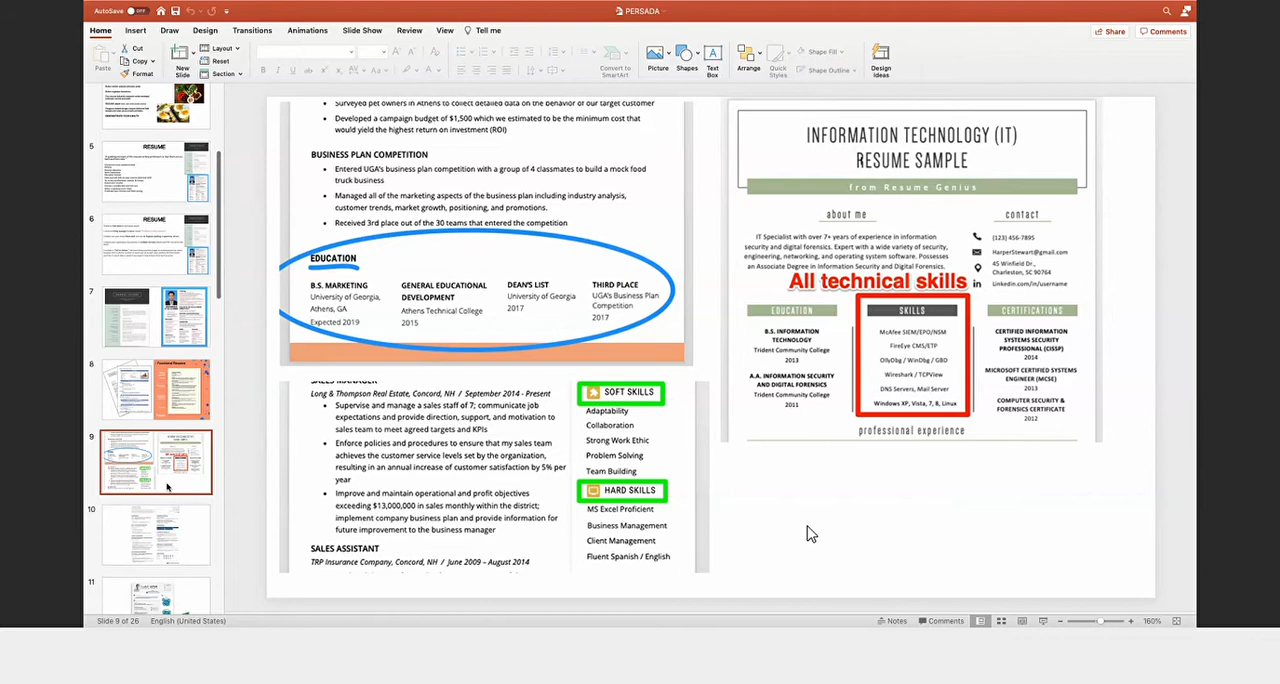 AutoSave OFF
PERSADA
Home Insert Draw Design Transitions Animations Slide Show Review View Tell me
Share Comments
Paste
Cut
Copy
Format
New
Slide
Layout
Reset
Section
Convert to
SmartArt
Picture
Shapes
Text
Box
Arrange
Quick
Styles
Shape Fill
Shape Outline
Design
Ideas
5
RESUME
6
RESUME
7
8
9
10
11
Surveyed pet owners in Athens to collect detailed data on the behavior of our target customer
Developed a campaign budget of $1,500 which we estimated to be the minimum cost that
would yield the highest return on investment (ROI)
BUSINESS PLAN COMPETITION
Entered UGA's business plan competition with a group of 4 classmates to build a mock food
truck business
Managed all of the marketing aspects of the business plan including industry analysis,
customer trends, market growth, positioning, and promotions.
Received 3rd place out of the 30 teams that entered the competition
EDUCATION
B.S. MARKETING
University of Georgia,
Athens, GA
Expected 2019
GENERAL EDUCATIONAL
DEVELOPMENT
Athens Technical College
2015
DEAN'S LIST
University of Georgia
2017
THIRD PLACE
UGA's Business Plan
Competition
2017
SALES MANAGER
Long & Thompson Real Estate, Concord, NH / September 2014 -
Supervise and manage a sales staff of 7; communicate job
expectations and provide direction, support, and motivation to
sales team to meet agreed targets and KPIs
Enforce policies and procedures to ensure that my sales team
achieves the customer service levels set by the organization,
resulting in an annual increase of customer satisfaction by 5% per
year
Improve and maintain operational and profit objectives
exceeding $13,000,000 in sales monthly within the district;
implement company business plan and provide information for
future improvement to the business manager
SALES ASSISTANT
TRP Insurance Company, Concord, NH / June 2009 – August 2014
SOFT SKILLS
Adaptability
Collaboration
Strong Work Ethic
Problem Solving
Team Building
HARD SKILLS
MS Excel Proficient
Business Management
Client Management
Fluent Spanish / English
INFORMATION TECHNOLOGY (IT)
RESUME SAMPLE
from Resume Genius
about me
IT Specialist with over 7+ years of experience in information
security and digital forensics. Expert with a wide variety of security,
engineering, networking, and operating system software. Possesses
an Associate Degree in Information Security and Digital Forensics.
contact
(123) 456-7895
HarperStewart@gmail.com
45 Winfield Dr.,
Charleston, SC 90764
Linkedin.com/in/username
All technical skills
EDUCATION
B.S. INFORMATION
TECHNOLOGY
Trident Community College
2013
A.A. INFORMATION SECURITY
AND DIGITAL FORENSICS
Trident Community College
2011
SKILLS
McAfee SIEM/EPO/NSM
FireEye CMS/ETP
OllyDbg / WinDbg / GBD
Wireshark / TCPView
DNS Servers, Mail Server
Windows XP, Vista, 7, 8, Linux
CERTIFICATIONS
CERTIFIED INFORMATION
SYSTEMS SECURITY
PROFESSIONAL (CISSP)
2014
MICROSOFT CERTIFIED SYSTEMS
ENGINEER (MCSE)
2013
COMPUTER SECURITY &
FORENSICS CERTIFICATE
2012
professional experience
Slide 9 of 26 English (United States)
Notes Comments 160%